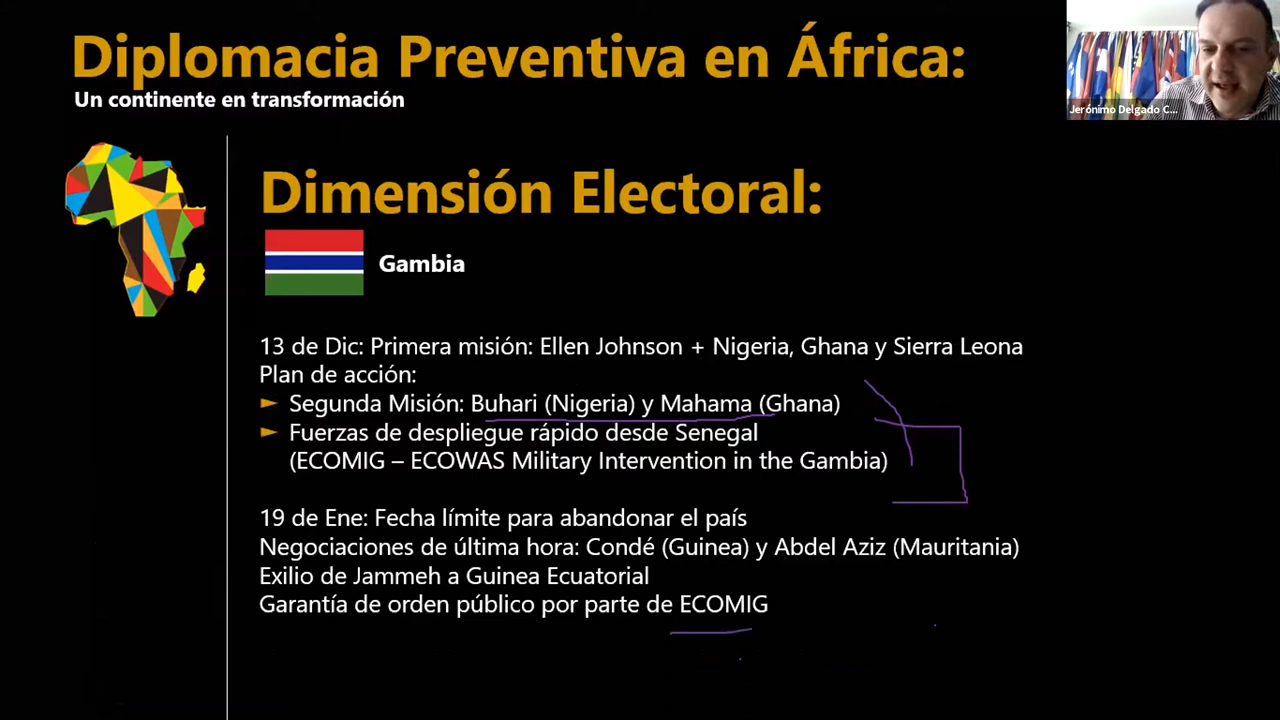 Diplomacia Preventiva en África:
Un continente en transformación
Jerónimo Delgado C...
Dimensión Electoral:
Gambia
13 de Dic: Primera misión: Ellen Johnson + Nigeria, Ghana y Sierra Leona
Plan de acción:
► Segunda Misión: Buhari (Nigeria) y Mahama (Ghana)
► Fuerzas de despliegue rápido desde Senegal
(ECOMIG – ECOWAS Military Intervention in the Gambia)
19 de Ene: Fecha límite para abandonar el país
Negociaciones de última hora: Condé (Guinea) y Abdel Aziz (Mauritania)
Exilio de Jammeh a Guinea Ecuatorial
Garantía de orden público por parte de ECOMIG